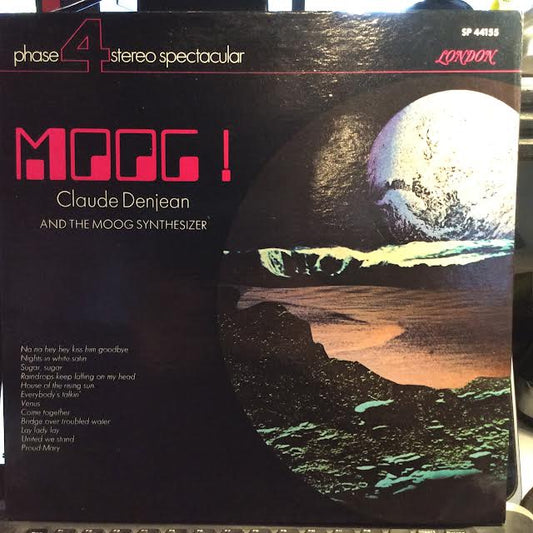 SP 44155
phase 4 stereo spectacular
LONDON
MOOG!
Claude Denjean
AND THE MOOG SYNTHESIZER
Na na hey hey kiss him goodbye
Nights in white satin
Sugar, sugar
Raindrops keep falling on my head
House of the rising sun
Everybody's talkin'
Venus
Come together
Bridge over troubled water
Lay lady lay
United we stand
Proud Mary